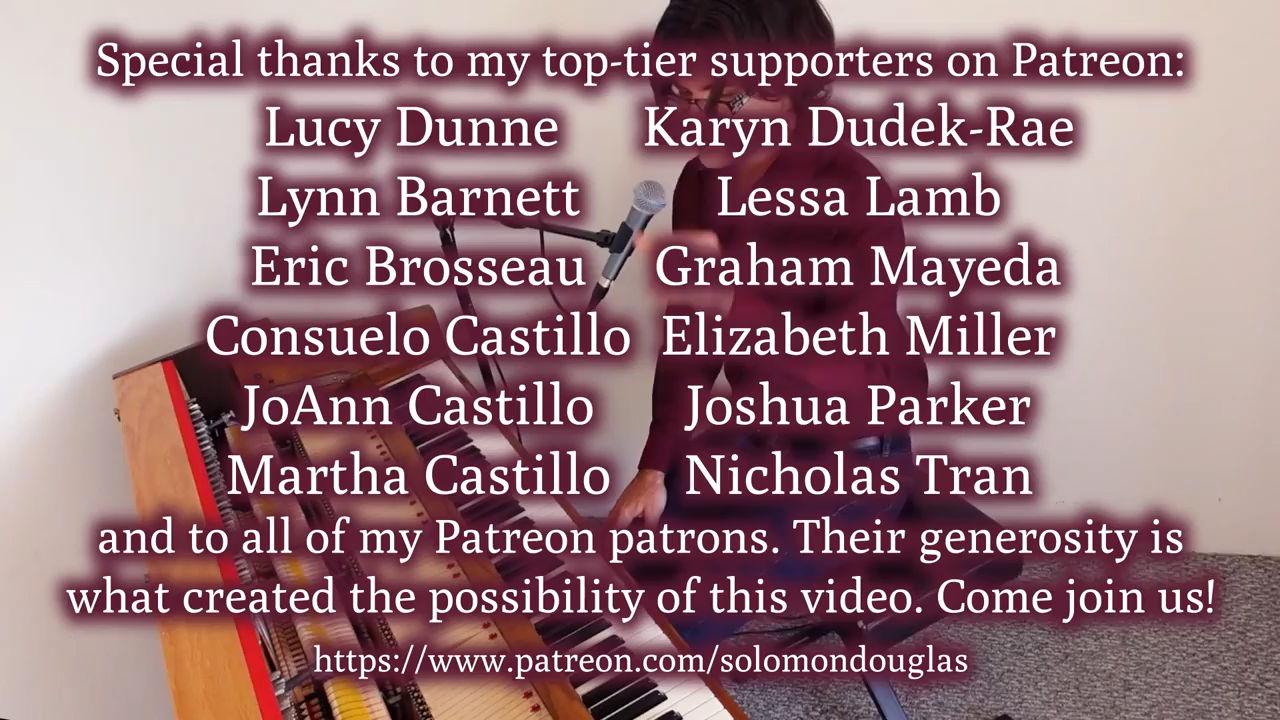 Special thanks to my top-tier supporters on Patreon:
Lucy Dunne Karyn Dudek-Rae
Lynn Barnett Lessa Lamb
Eric Brosseau Graham Mayeda
Consuelo Castillo Elizabeth Miller
JoAnn Castillo Joshua Parker
Martha Castillo Nicholas Tran
and to all of my Patreon patrons. Their generosity is
what created the possibility of this video. Come join us!
https://www.patreon.com/solomondouglas